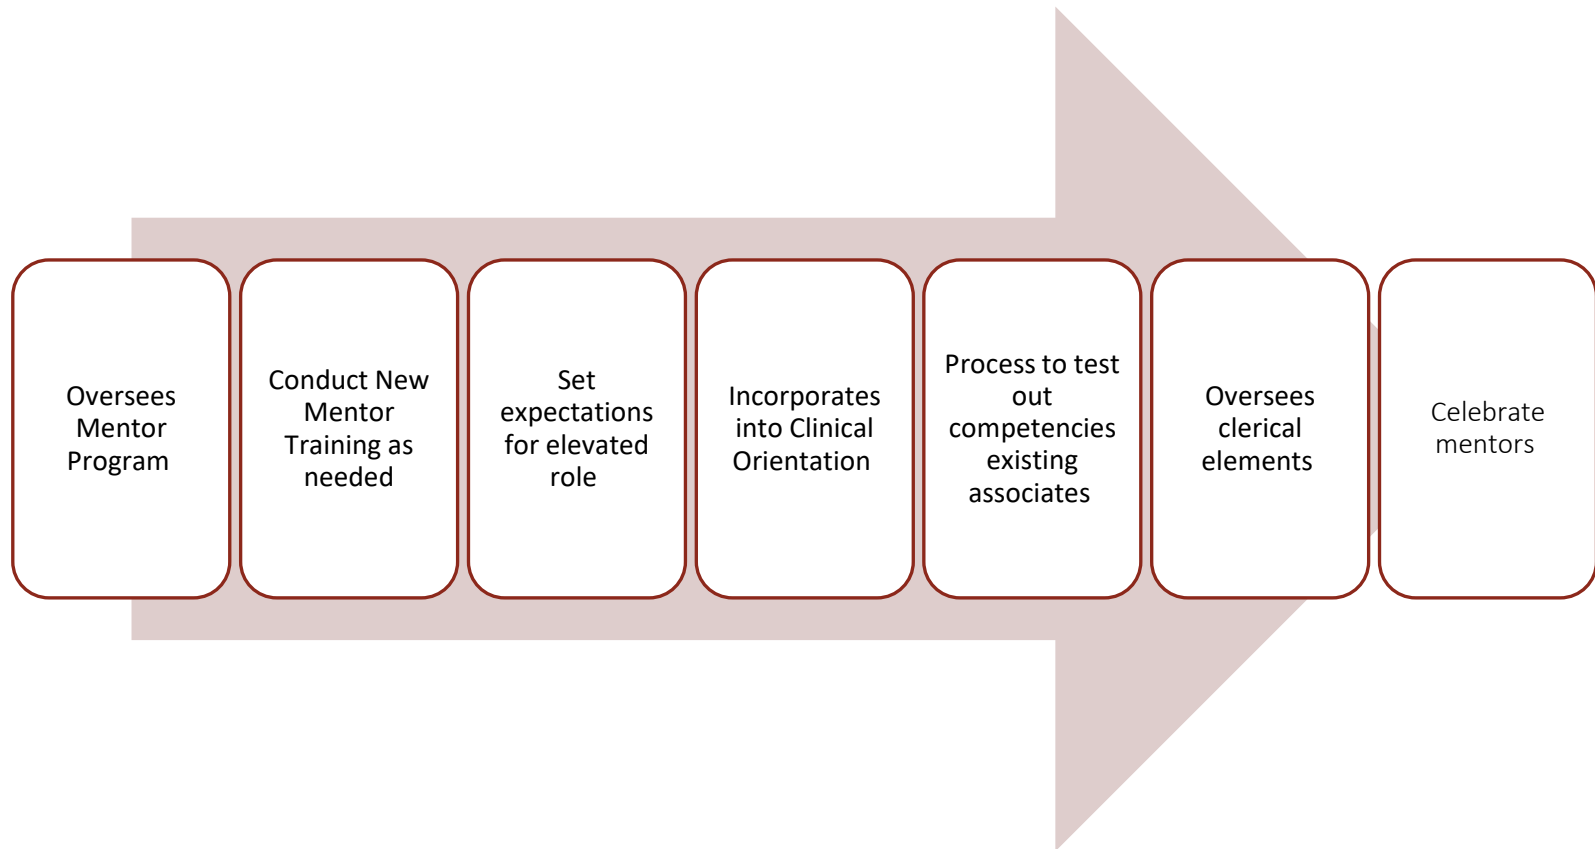 Oversees
Mentor
Program
Conduct New
Mentor
Training as
needed
Set
expectations
for elevated
role
Incorporates
into Clinical
Orientation
Process to test
out
competencies
existing
associates
Oversees
clerical
elements
Celebrate
mentors